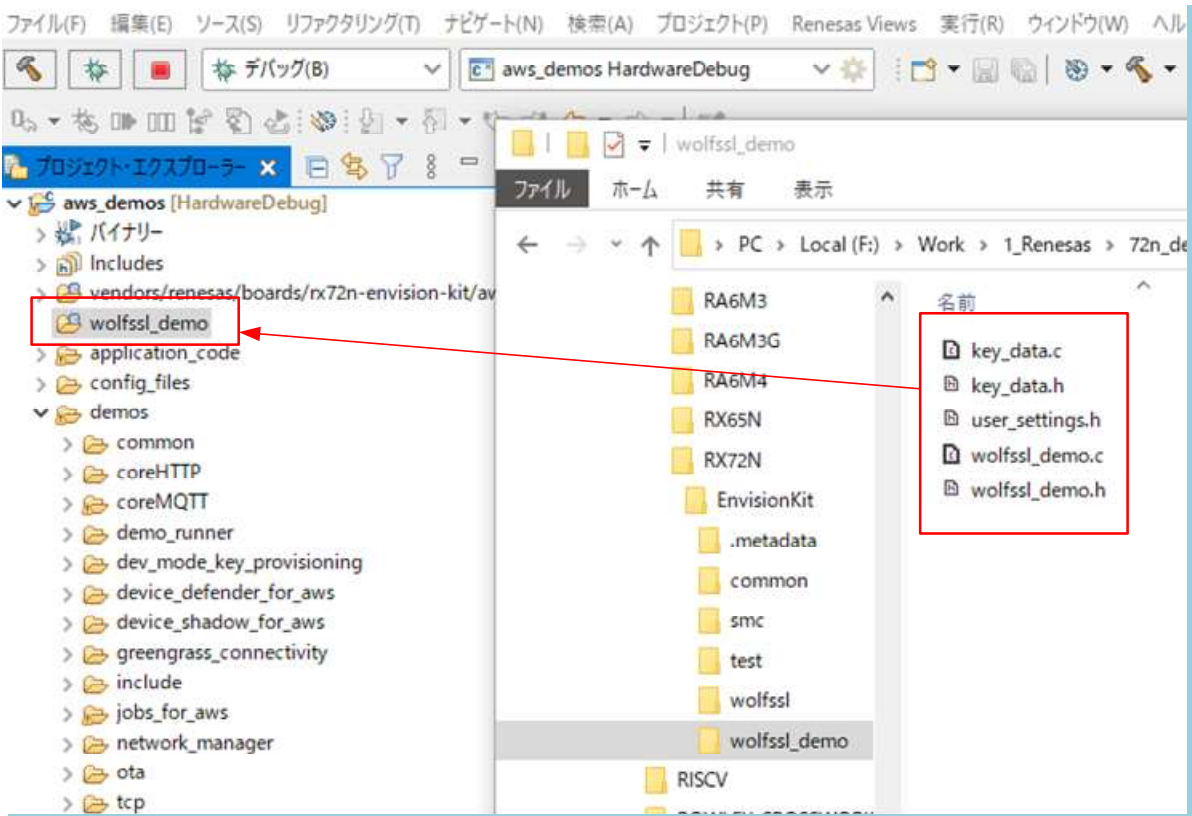 ファイル(F) 編集(E) ソース(S) リファクタリング(T) ナビゲート(N) 検索(A) プロジェクト(P) Renesas Views 実行(R) ウィンドウ(W) ヘル
デバッグ(B)
aws_demos HardwareDebug
プロジェクト・エクスプローラー
aws_demos [HardwareDebug]
バイナリー
Includes
vendors/renesas/boards/rx72n-envision-kit/aw
wolfssl_demo
application_code
config_files
demos
common
coreHTTP
coreMQTT
demo_runner
dev_mode_key_provisioning
device_defender_for_aws
device_shadow_for_aws
greengrass_connectivity
include
jobs_for_aws
network_manager
ota
tcp
wolfssl_demo
ファイル ホーム 共有 表示
PC > Local (F:) > Work > 1_Renesas > 72n_de
RA6M3
RA6M3G
RA6M4
RX65N
RX72N
EnvisionKit
.metadata
common
smc
test
wolfssl
wolfssl_demo
RISCV
名前
key_data.c
key_data.h
user_settings.h
wolfssl_demo.c
wolfssl_demo.h